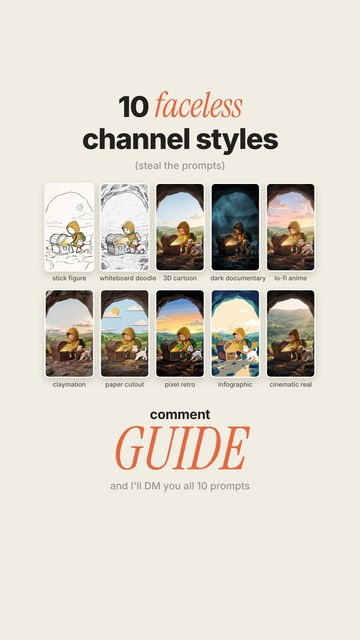 10 faceless
channel styles
(steal the prompts)
stick figure
whiteboard doodle
3D cartoon
dark documentary
lo-fi anime
claymation
paper cutout
pixel retro
infographic
cinematic real
comment
GUIDE
and I'll DM you all 10 prompts